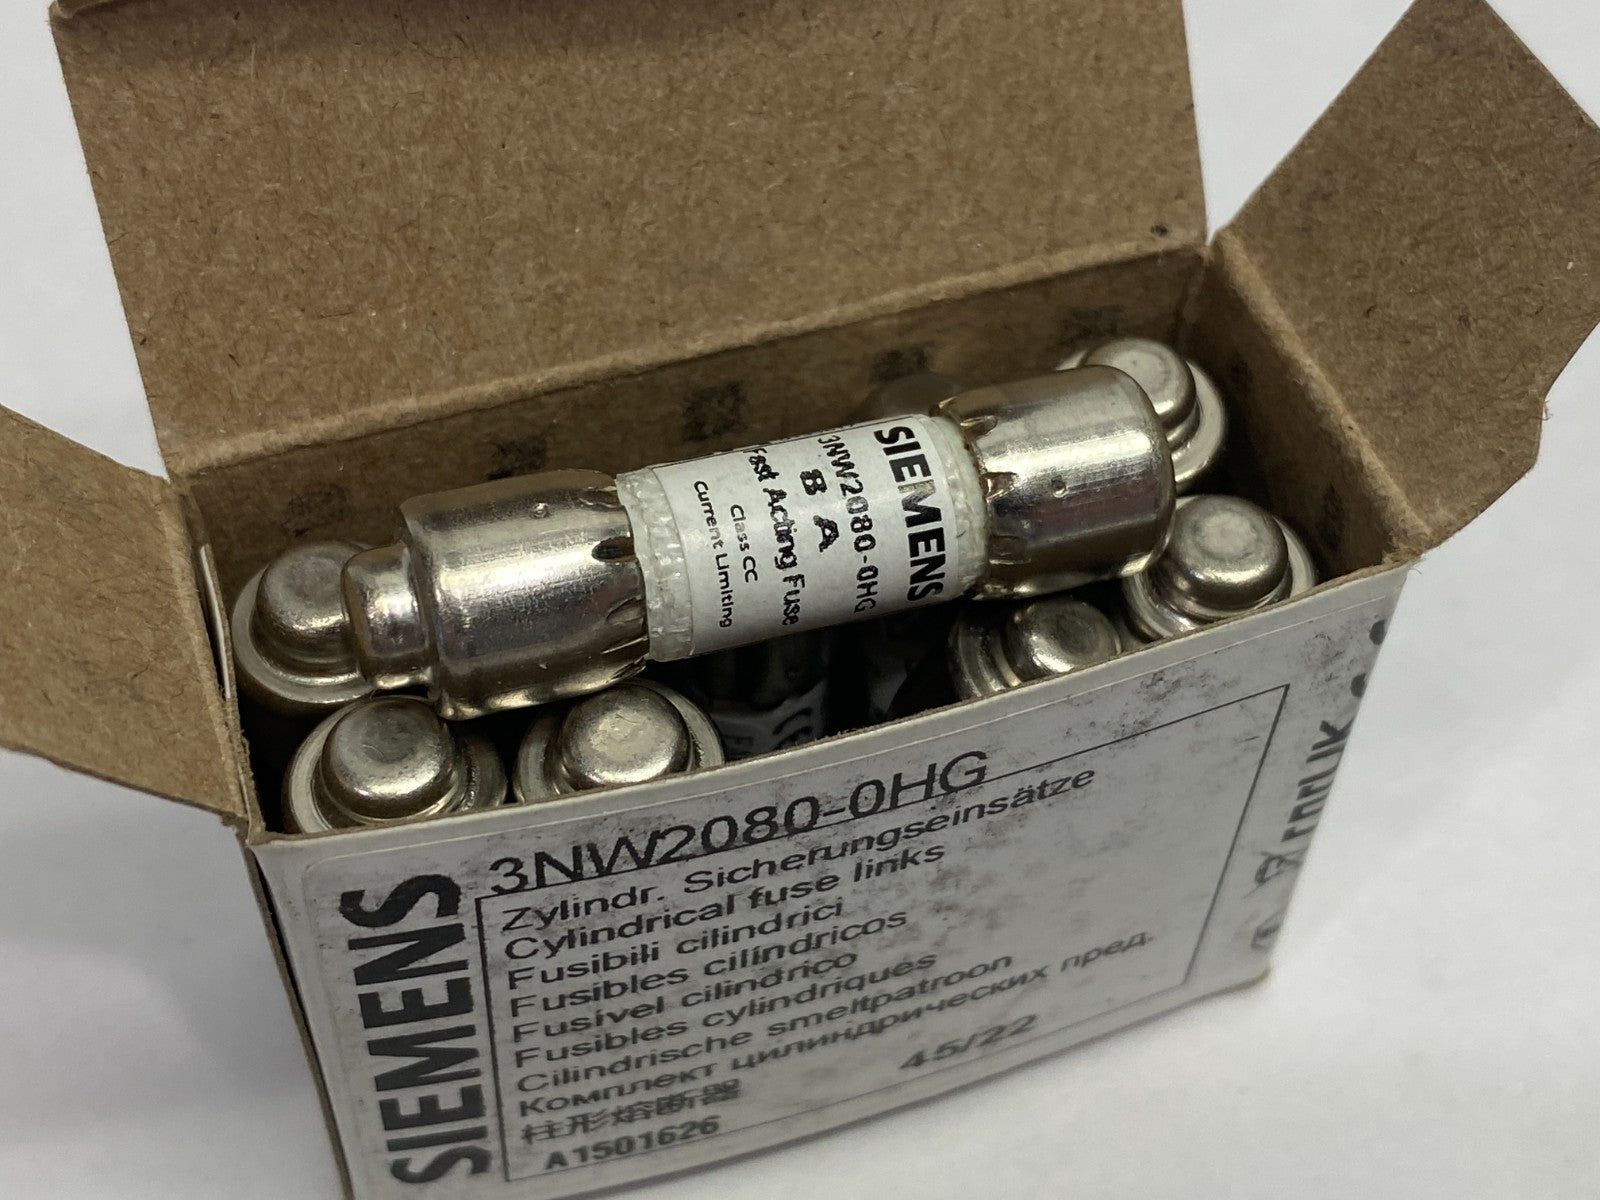 SIEMENS
3NW2080-0HG
8 A
Fast Acting Fuse
Class CC
Current Limiting
SIEMENS
3NW2080-0HG
Zylindr. Sicherungseinsätze
Cylindrical fuse links
Fusibili cilindrici
Fusibles cilíndricos
Fusível cilíndrico
Fusibles cylindriques
Cilindrische smeltpatroon
Комплект цилиндрических пред.
柱形熔断器
A1501626
45/22